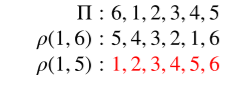 Π : 6, 1, 2, 3, 4, 5
ρ(1, 6) : 5, 4, 3, 2, 1, 6
ρ(1, 5) : 1, 2, 3, 4, 5, 6